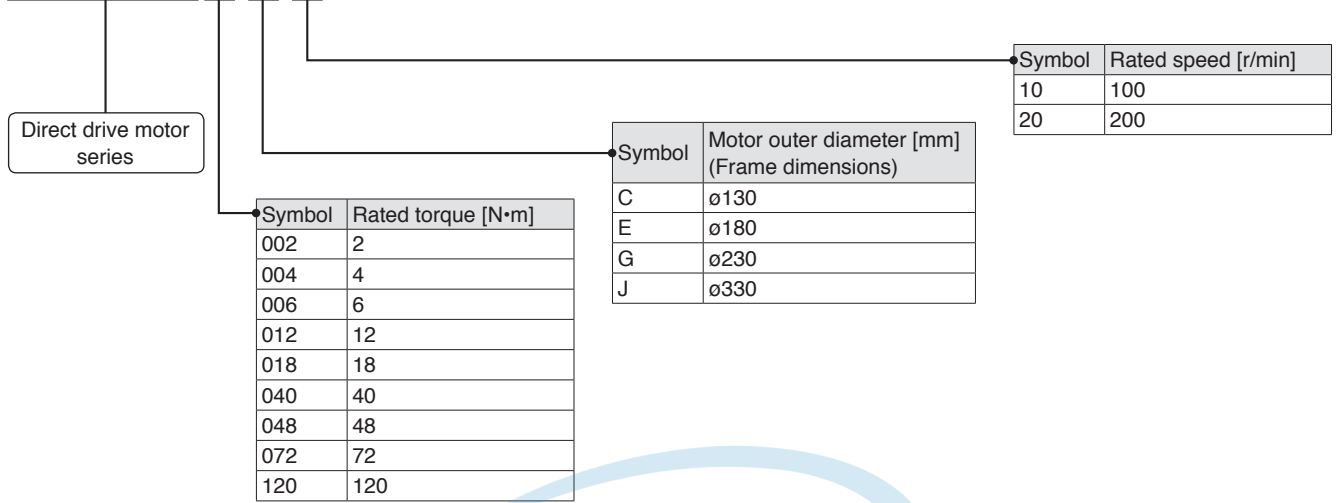 Direct drive motor
series
Symbol Rated torque [N•m]
002 2
004 4
006 6
012 12
018 18
040 40
048 48
072 72
120 120
Symbol Motor outer diameter [mm]
(Frame dimensions)
C ø130
E ø180
G ø230
J ø330
Symbol Rated speed [r/min]
10 100
20 200